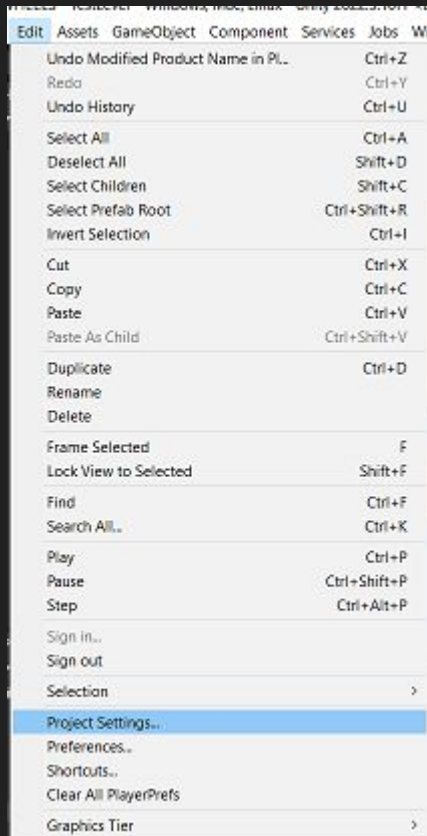 Edit Assets GameObject Component Services Jobs
Undo Modified Product Name in Pl... Ctrl+Z
Redo Ctrl+Y
Undo History Ctrl+U
Select All Ctrl+A
Deselect All Shift+D
Select Children Shift+C
Select Prefab Root Ctrl+Shift+R
Invert Selection Ctrl+I
Cut Ctrl+X
Copy Ctrl+C
Paste Ctrl+V
Paste As Child Ctrl+Shift+V
Duplicate Ctrl+D
Rename
Delete
Frame Selected F
Lock View to Selected Shift+F
Find Ctrl+F
Search All... Ctrl+K
Play Ctrl+P
Pause Ctrl+Shift+P
Step Ctrl+Alt+P
Sign in...
Sign out
Selection >
Project Settings...
Preferences...
Shortcuts...
Clear All PlayerPrefs
Graphics Tier >